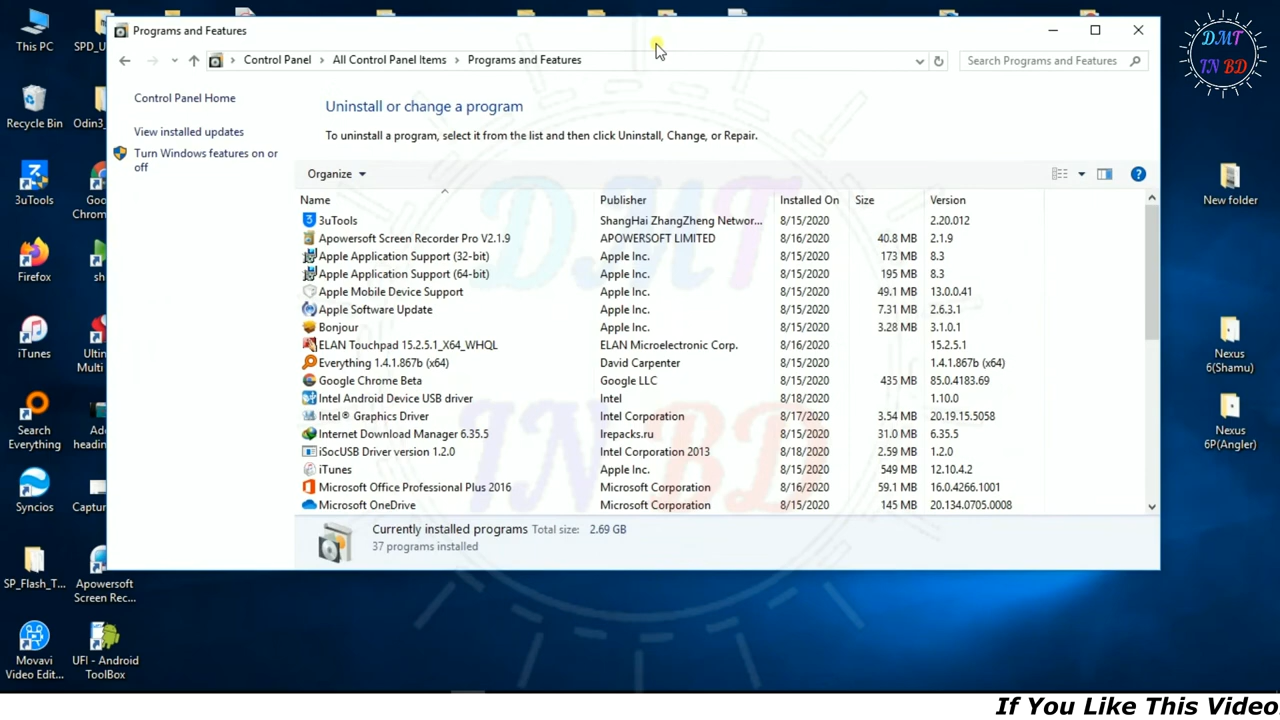 This PC
SPD_U
Recycle Bin
Odin3_
3uTools
Goo
Chrom
Firefox
sh
iTunes
Ultin
Multi
Search
Everything
Ad
headin
Syncios
Captur
SP_Flash_T...
Apowersoft
Screen Rec...
Movavi
Video Edit...
UFI - Android
ToolBox
Programs and Features
Control Panel > All Control Panel Items > Programs and Features
Search Programs and Features
Control Panel Home
View installed updates
Turn Windows features on or
off
Uninstall or change a program
To uninstall a program, select it from the list and then click Uninstall, Change, or Repair.
Organize
Name Publisher Installed On Size Version
3uTools ShangHai ZhangZheng Networ... 8/15/2020 2.20.012
Apowersoft Screen Recorder Pro V2.1.9 APOWERSOFT LIMITED 8/16/2020 40.8 MB 2.1.9
Apple Application Support (32-bit) Apple Inc. 8/15/2020 173 MB 8.3
Apple Application Support (64-bit) Apple Inc. 8/15/2020 195 MB 8.3
Apple Mobile Device Support Apple Inc. 8/15/2020 49.1 MB 13.0.0.41
Apple Software Update Apple Inc. 8/15/2020 7.31 MB 2.6.3.1
Bonjour Apple Inc. 8/15/2020 3.28 MB 3.1.0.1
ELAN Touchpad 15.2.5.1_X64_WHQL ELAN Microelectronic Corp. 8/16/2020 15.2.5.1
Everything 1.4.1.867b (x64) David Carpenter 8/15/2020 1.4.1.867b (x64)
Google Chrome Beta Google LLC 8/15/2020 435 MB 85.0.4183.69
Intel Android Device USB driver Intel 8/18/2020 1.10.0
Intel® Graphics Driver Intel Corporation 8/17/2020 3.54 MB 20.19.15.5058
Internet Download Manager 6.35.5 lrepacks.ru 8/15/2020 31.0 MB 6.35.5
iSocUSB Driver version 1.2.0 Intel Corporation 2013 8/18/2020 2.59 MB 1.2.0
iTunes Apple Inc. 8/15/2020 549 MB 12.10.4.2
Microsoft Office Professional Plus 2016 Microsoft Corporation 8/16/2020 59.1 MB 16.0.4266.1001
Microsoft OneDrive Microsoft Corporation 8/15/2020 145 MB 20.134.0705.0008
Currently installed programs Total size: 2.69 GB
37 programs installed
DMT
IN BD
DMT
IN BD
New folder
Nexus
6(Shamu)
Nexus
6P(Angler)
If You Like This Video